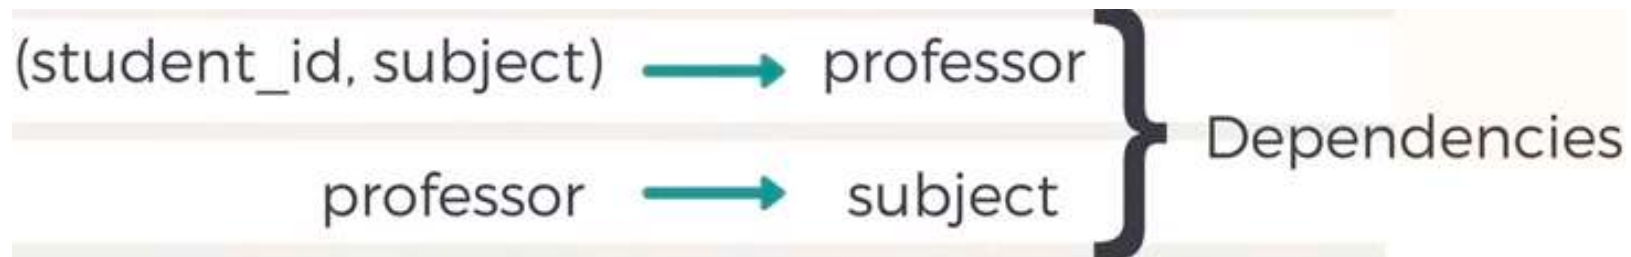 (student_id, subject) → professor
Dependencies
professor → subject